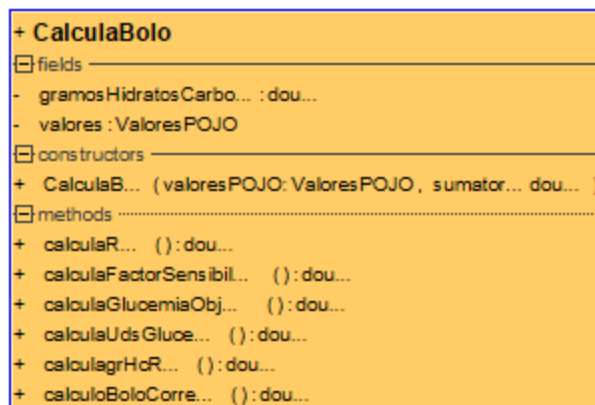 + CalculaBolo
fields
- gramosHidratosCarbo... : dou...
- valores : ValoresPOJO
constructors
+ CalculaB... (valoresPOJO: ValoresPOJO, sumator... dou... )
methods
+ calculaR... () : dou...
+ calculaFactorSensibil... () : dou...
+ calculaGlucemiaObj... () : dou...
+ calculaUdsGluce... () : dou...
+ calculagrHcR... () : dou...
+ calculoBoloCorre... () : dou...